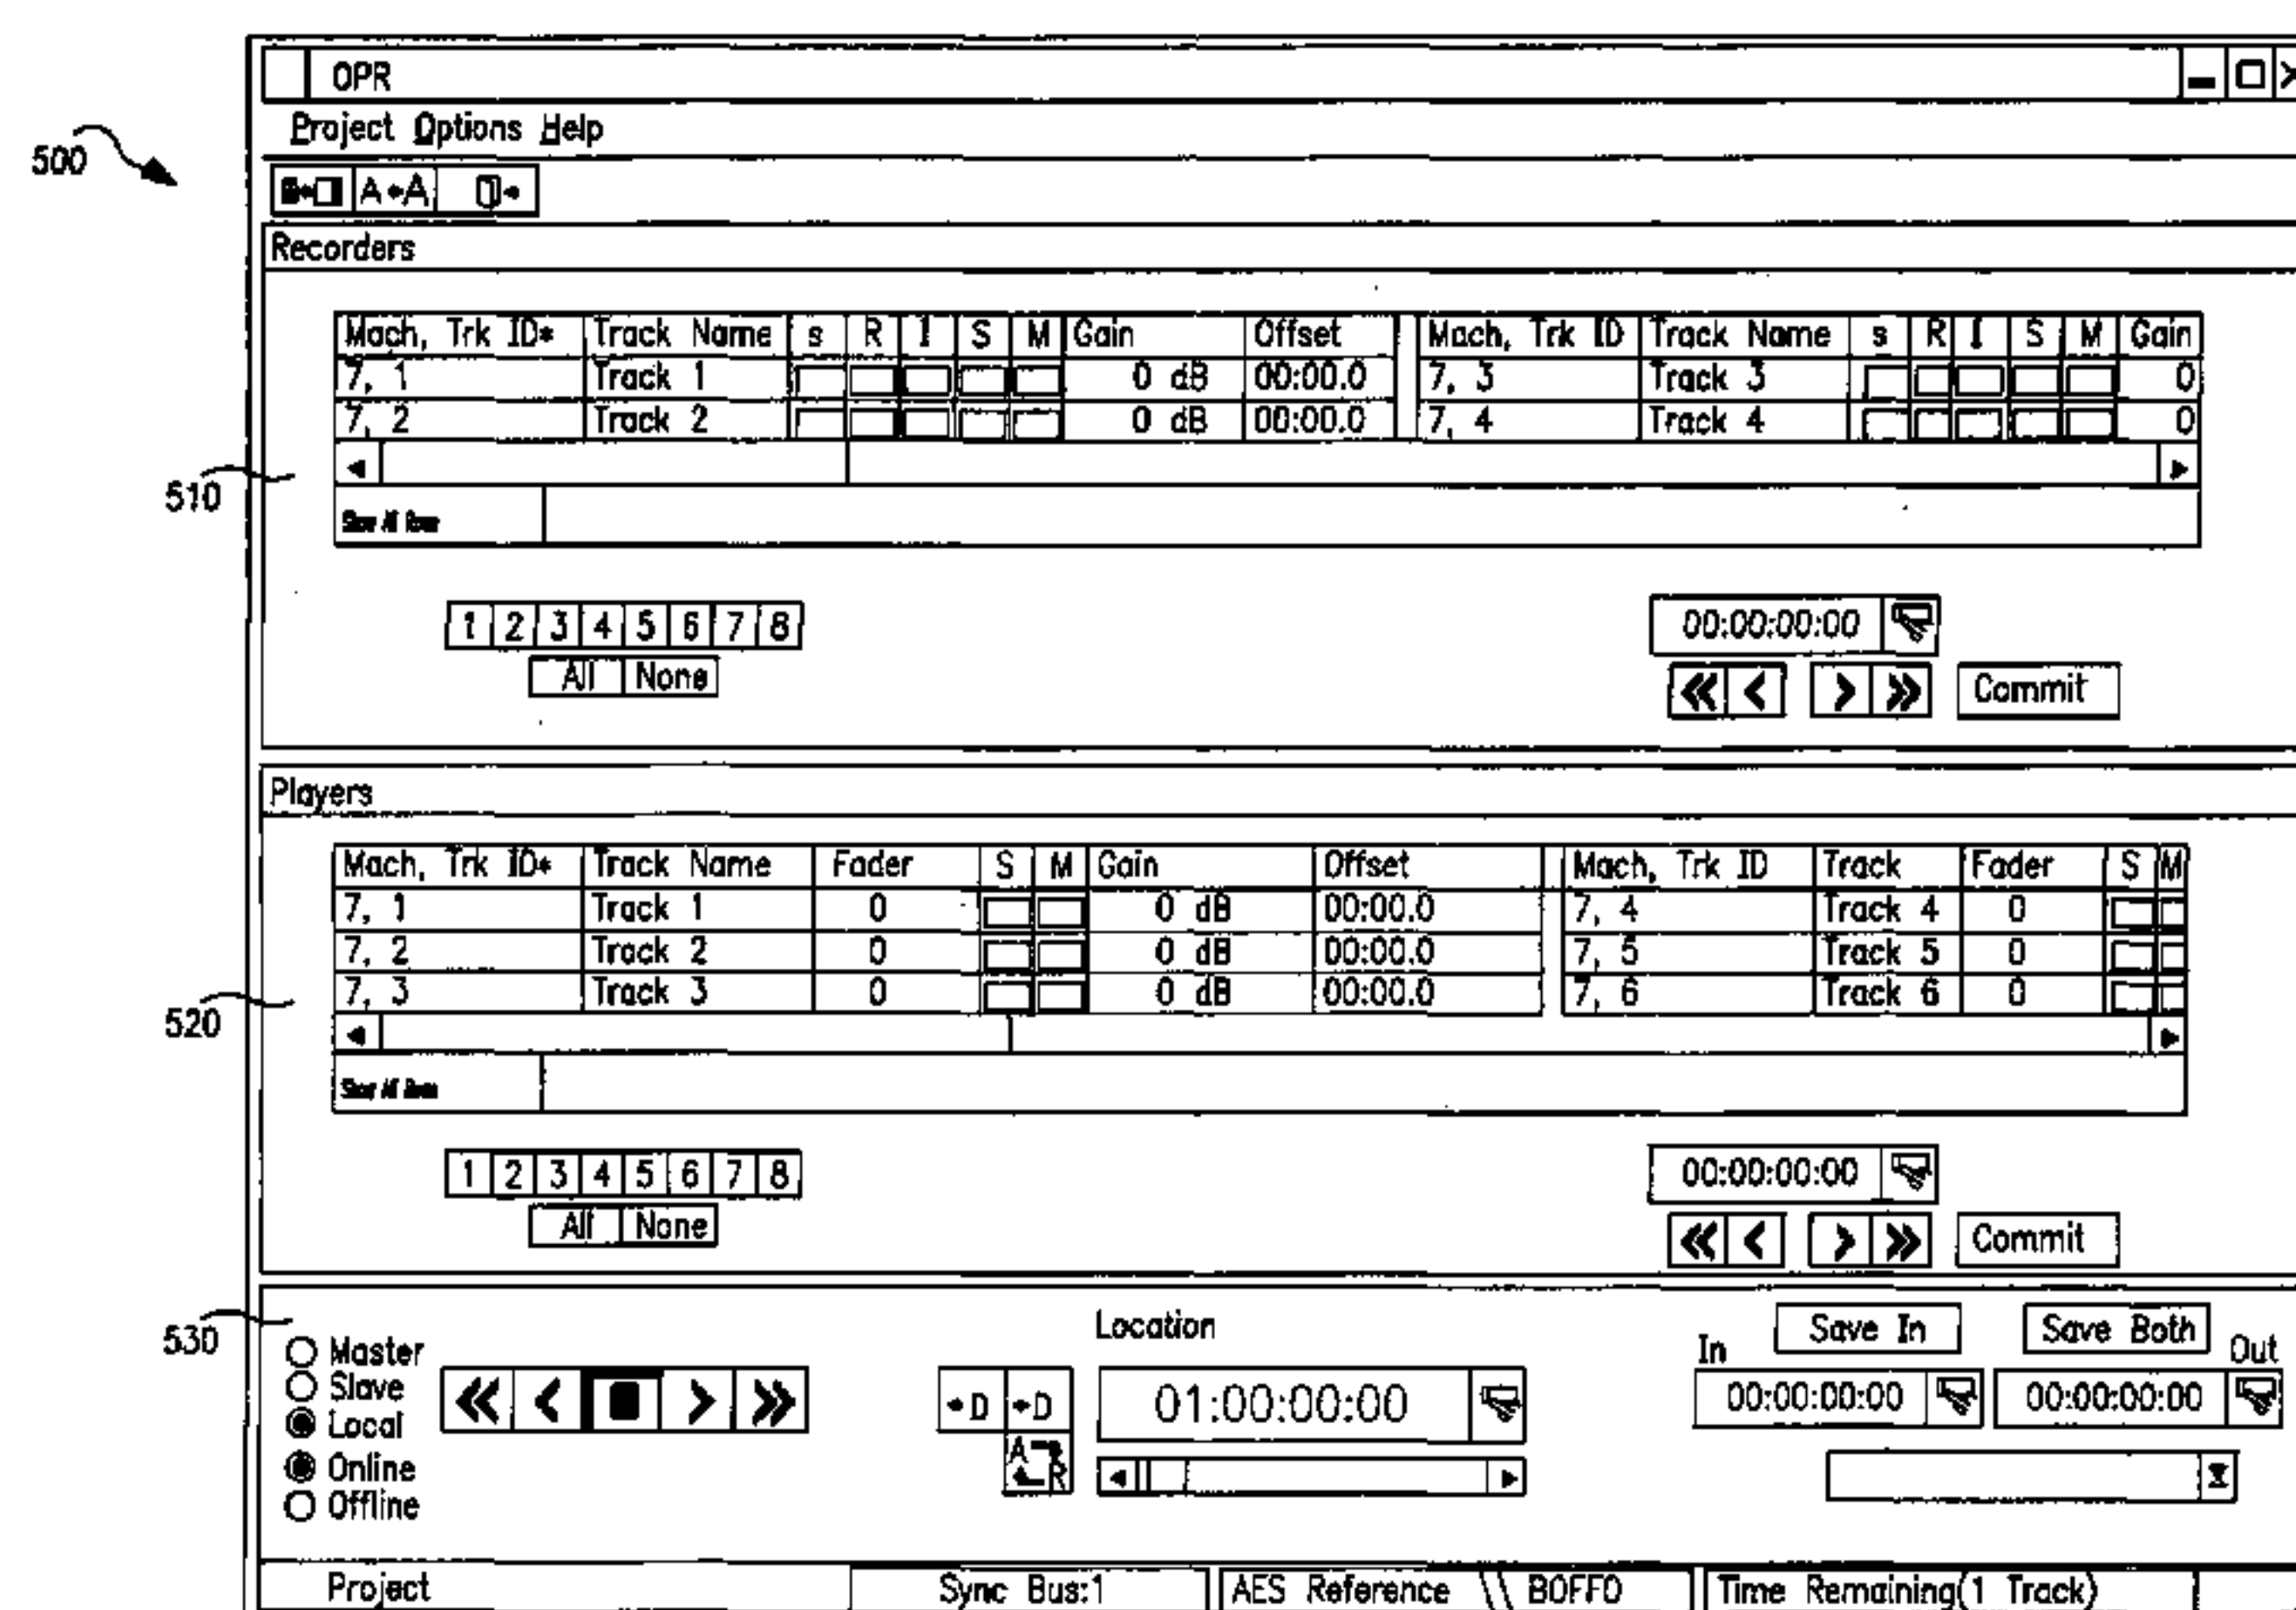 OPR
Project Options Help
500
A A
Recorders
Mach, Trk ID* Track Name s R I S M Gain Offset Mach, Trk ID Track Name s R I S M Gain
7, 1 Track 1 0 dB 00:00.0 7, 3 Track 3 0
7, 2 Track 2 0 dB 00:00.0 7, 4 Track 4 0
510
1 2 3 4 5 6 7 8 00:00:00:00
All None Commit
Players
Mach, Trk ID* Track Name Fader S M Gain Offset Mach, Trk ID Track Fader S M
7, 1 Track 1 0 0 dB 00:00.0 7, 4 Track 4 0
7, 2 Track 2 0 0 dB 00:00.0 7, 5 Track 5 0
7, 3 Track 3 0 0 dB 00:00.0 7, 6 Track 6 0
520
1 2 3 4 5 6 7 8 00:00:00:00
All None Commit
530
Location Save In Save Both
Master In Out
Slave
D D 01:00:00:00 00:00:00:00 00:00:00:00
Local
A R
Online
Offline
Project Sync Bus:1 AES Reference BOFFO Time Remaining(1 Track)